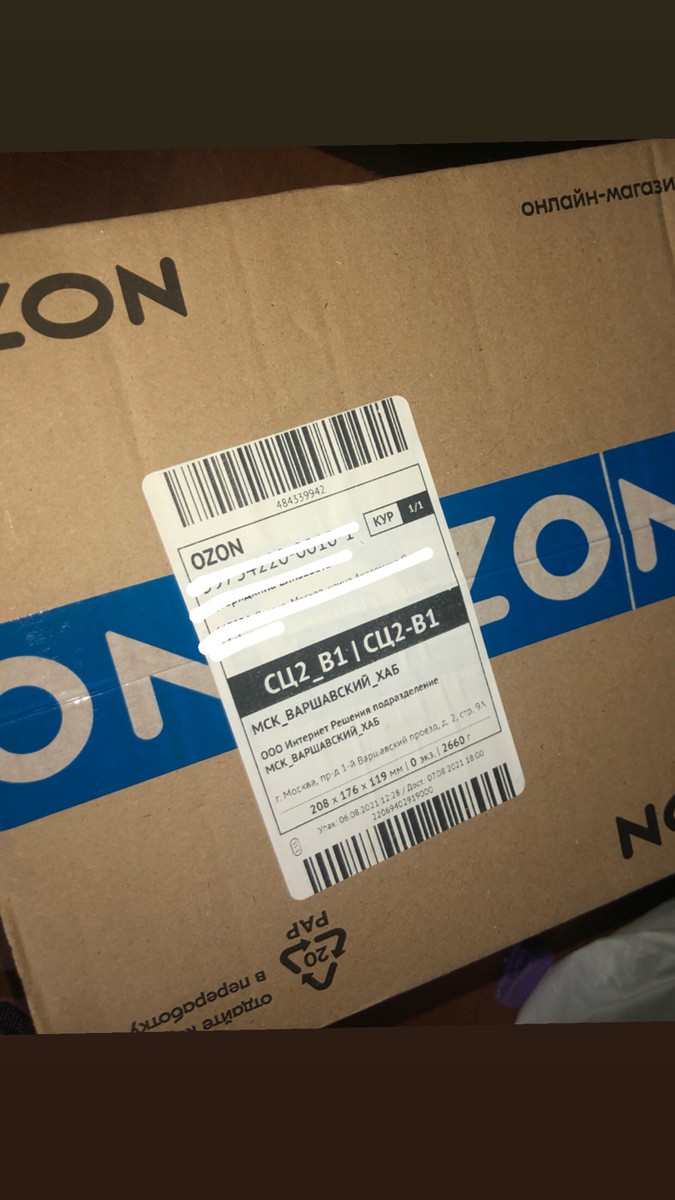 онлайн-магази
ZON
484339942
OZON
КУР 1/1
ZON
ON
СЦ2_В1 | СЦ2-В1
МСК_ВАРШАВСКИЙ_ХАБ
ООО Интернет Решения подразделение
МСК_ВАРШАВСКИЙ_ХАБ
г. Москва, пр-д 1-й Варшавский проезд, д. 2, стр. 9А
208 x 176 x 119 мм | 0 экз. | 2660 г
Упак: 06.08.2021 12:28 / Дост: 07.08.2021 18:00
22069401919000
20
PAP
отдайте
в переработку